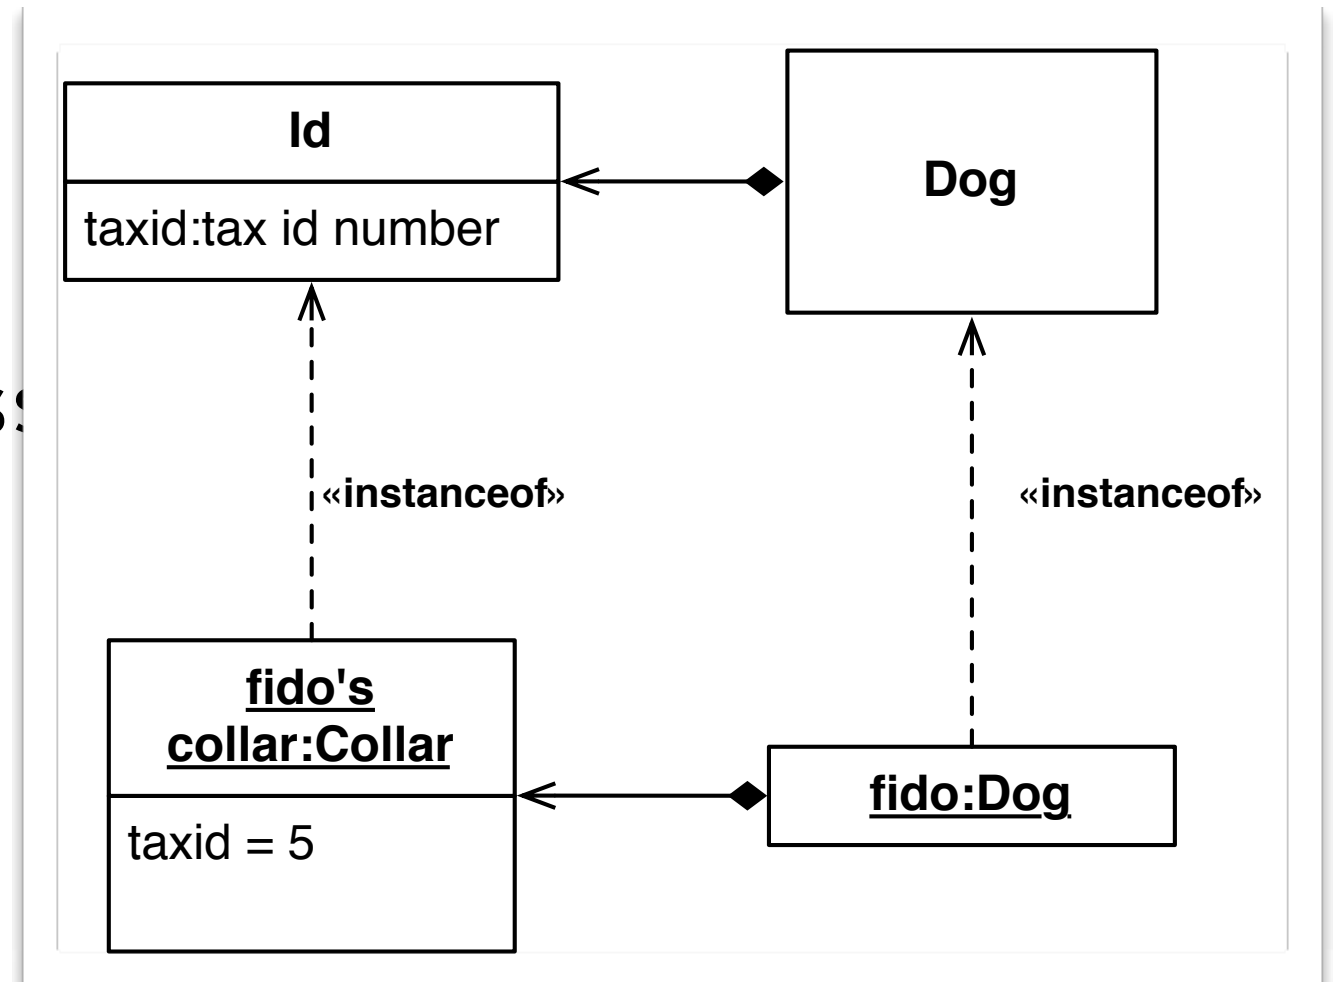 Id
Dog
taxid:tax id number
«instanceof»
«instanceof»
fido's
collar:Collar
fido:Dog
taxid = 5